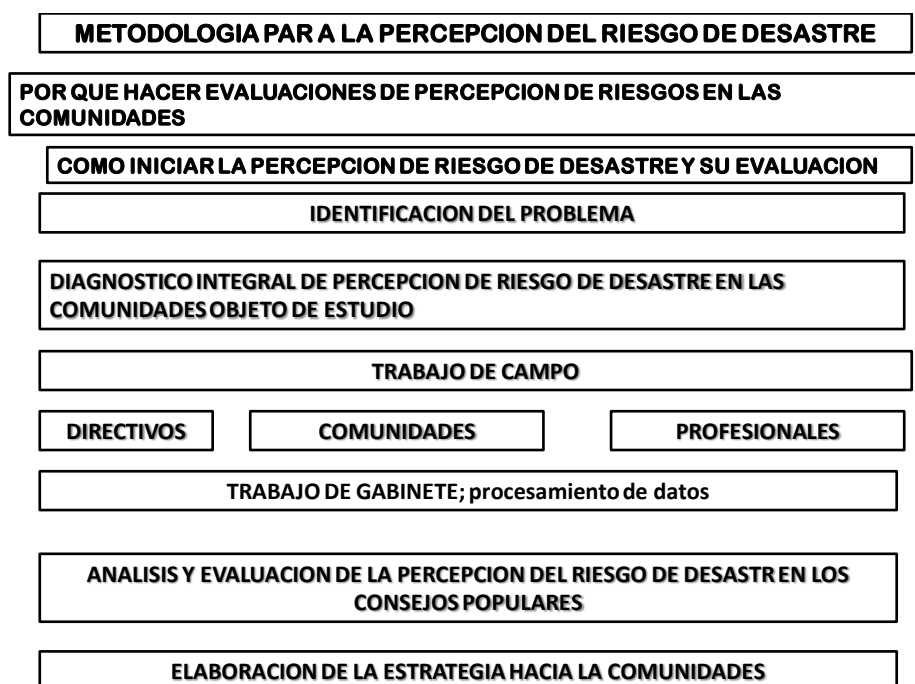 METODOLOGIA PAR A LA PERCEPCION DEL RIESGO DE DESASTRE
POR QUE HACER EVALUACIONES DE PERCEPCION DE RIESGOS EN LAS
COMUNIDADES
COMO INICIAR LA PERCEPCION DE RIESGO DE DESASTRE Y SU EVALUACION
IDENTIFICACION DEL PROBLEMA
DIAGNOSTICO INTEGRAL DE PERCEPCION DE RIESGO DE DESASTRE EN LAS
COMUNIDADES OBJETO DE ESTUDIO
TRABAJO DE CAMPO
DIRECTIVOS COMUNIDADES PROFESIONALES
TRABAJO DE GABINETE; procesamiento de datos
ANALISIS Y EVALUACION DE LA PERCEPCION DEL RIESGO DE DESASTR EN LOS
CONSEJOS POPULARES
ELABORACION DE LA ESTRATEGIA HACIA LA COMUNIDADES